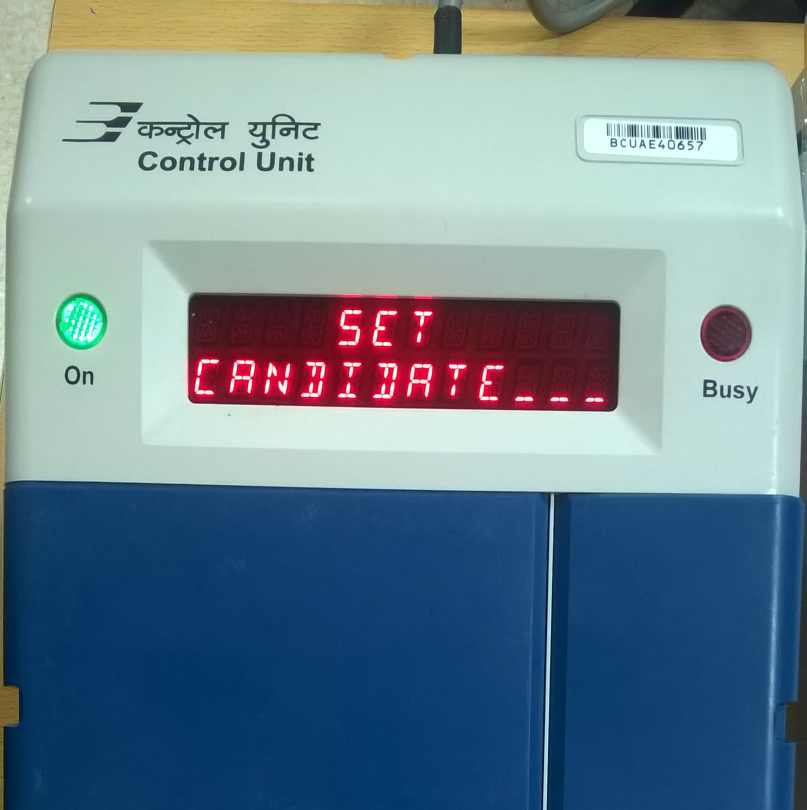 कन्ट्रोल युनिट
Control Unit
BCUAE40657
SET
CANDIDATE_ _ _
On
Busy